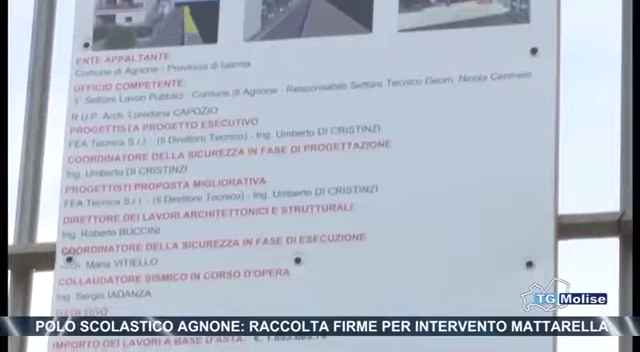 ENTE APPALTANTE
Comune di Agnone - Provincia di Isernia
UFFICIO COMPETENTE:
3° Settore Lavori Pubblici - Comune di Agnone - Responsabile Settore Tecnico Geom. Nicola
R.U.P. Arch. Loredana CAPOZIO
PROGETTISTA PROGETTO ESECUTIVO
FEA Tecnica S.r.l. - (Il Direttore Tecnico) - Ing. Umberto DI CRISTINZI
COORDINATORE DELLA SICUREZZA IN FASE DI PROGETTAZIONE
Ing. Umberto DI CRISTINZI
PROGETTISTI PROPOSTA MIGLIORATIVA
FEA Tecnica S.r.l. - (Il Direttore Tecnico) - Ing. Umberto DI CRISTINZI
DIRETTORE DEI LAVORI ARCHITETTONICI E STRUTTURALI
Ing. Roberto BUCCINI
COORDINATORE DELLA SICUREZZA IN FASE DI ESECUZIONE
Arch. Maria VITIELLO
COLLAUDATORE SISMICO IN CORSO D'OPERA
Ing. Sergio IADANZA
GEOLOGO
TG Molise
POLO SCOLASTICO AGNONE: RACCOLTA FIRME PER INTERVENTO MATTARELLA
IMPORTO DEI LAVORI A BASE D'ASTA